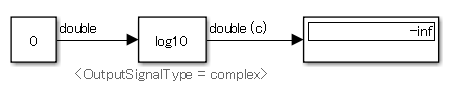 0
double
log10
double (c)
-inf
<OutputSignalType = complex>